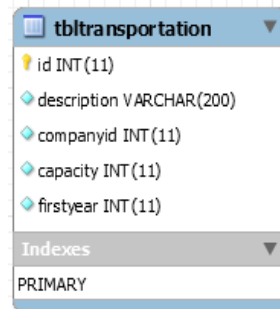 tbltransportation
id INT(11)
description VARCHAR(200)
companyid INT(11)
capacity INT(11)
firstyear INT(11)
Indexes
PRIMARY